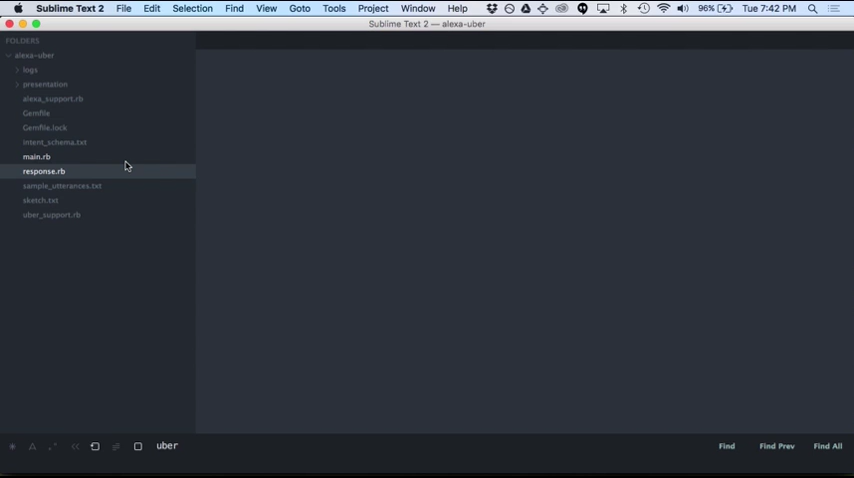 Sublime Text 2 File Edit Selection Find View Goto Tools Project Window Help 96% Tue 7:42 PM
Sublime Text 2 — alexa-uber
FOLDERS
alexa-uber
logs
presentation
alexa_support.rb
Gemfile
Gemfile.lock
intent_schema.txt
main.rb
response.rb
sample_utterances.txt
sketch.txt
uber_support.rb
uber Find Find Prev Find All